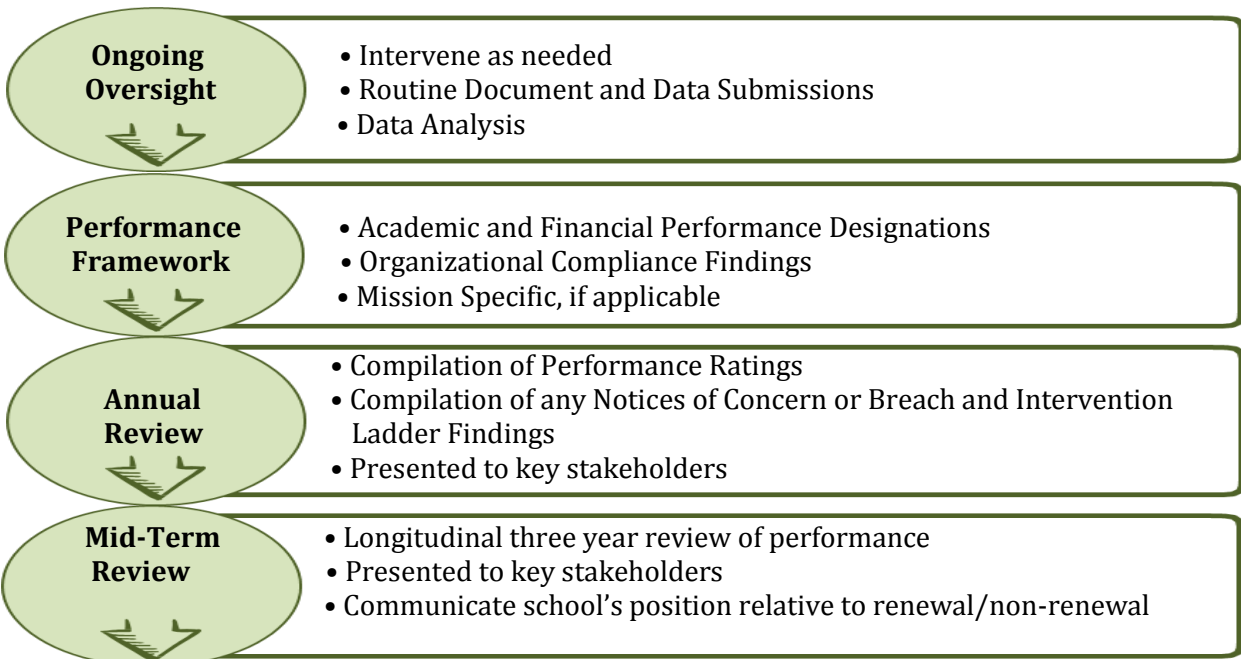 Ongoing
Oversight
• Intervene as needed
• Routine Document and Data Submissions
• Data Analysis
Performance
Framework
• Academic and Financial Performance Designations
• Organizational Compliance Findings
• Mission Specific, if applicable
Annual
Review
• Compilation of Performance Ratings
• Compilation of any Notices of Concern or Breach and Intervention
Ladder Findings
• Presented to key stakeholders
Mid-Term
Review
• Longitudinal three year review of performance
• Presented to key stakeholders
• Communicate school's position relative to renewal/non-renewal